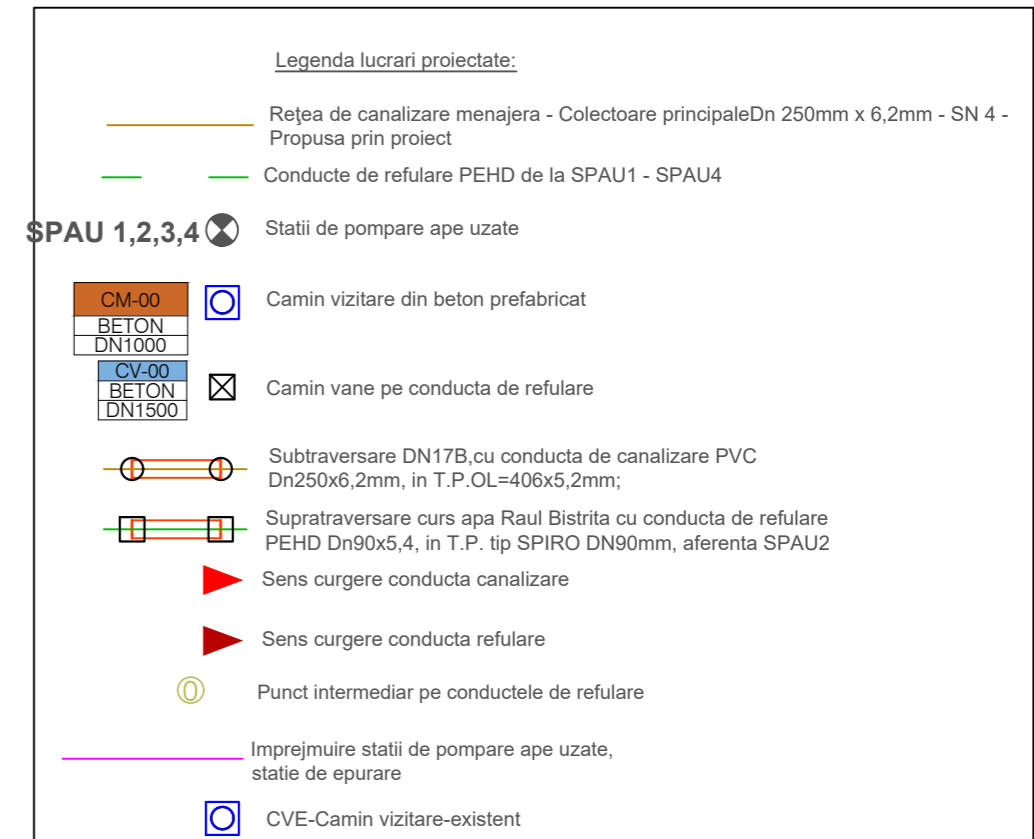 Legenda lucrari proiectate:
Reţea de canalizare menajera - Colectoare principaleDn 250mm x 6,2mm - SN 4 -
Propusa prin proiect
Conducte de refulare PEHD de la SPAU1 - SPAU4
SPAU 1,2,3,4 Statii de pompare ape uzate
CM-00
BETON
DN1000
Camin vizitare din beton prefabricat
CV-00
BETON
DN1500
Camin vane pe conducta de refulare
Subtraversare DN17B,cu conducta de canalizare PVC
Dn250x6,2mm, in T.P.OL=406x5,2mm;
Supratraversare curs apa Raul Bistrita cu conducta de refulare
PEHD Dn90x5,4, in T.P. tip SPIRO DN90mm, aferenta SPAU2
Sens curgere conducta canalizare
Sens curgere conducta refulare
0 Punct intermediar pe conductele de refulare
Imprejmuire statii de pompare ape uzate,
statie de epurare
CVE-Camin vizitare-existent